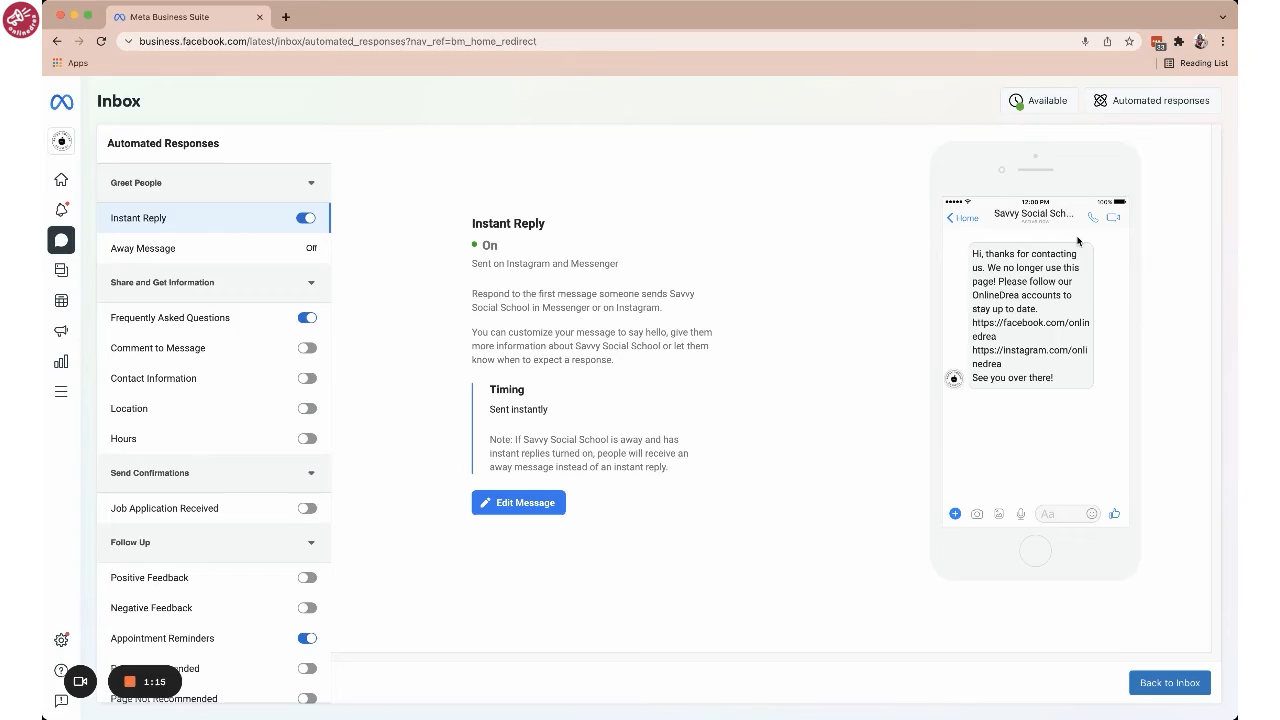 onlinedrea
Meta Business Suite
business.facebook.com/latest/inbox/automated_responses?nav_ref=bm_home_redirect
33
Apps
Reading List
Inbox
Available
Automated responses
Automated Responses
Greet People
Instant Reply
Away Message
Off
Share and Get Information
Frequently Asked Questions
Comment to Message
Contact Information
Location
Hours
Send Confirmations
Job Application Received
Follow Up
Positive Feedback
Negative Feedback
Appointment Reminders
Page Not Recommended
1:15
Instant Reply
On
Sent on Instagram and Messenger
Respond to the first message someone sends Savvy
Social School in Messenger or on Instagram.
You can customize your message to say hello, give them
more information about Savvy Social School or let them
know when to expect a response.
Timing
Sent instantly
Note: If Savvy Social School is away and has
instant replies turned on, people will receive an
away message instead of an instant reply.
Edit Message
12:00 PM
100%
Home
Savvy Social Sch...
Hi, thanks for contacting
us. We no longer use this
page! Please follow our
OnlineDrea accounts to
stay up to date.
https://facebook.com/onlin
edrea
https://instagram.com/onli
nedrea
See you over there!
Aa
Back to Inbox